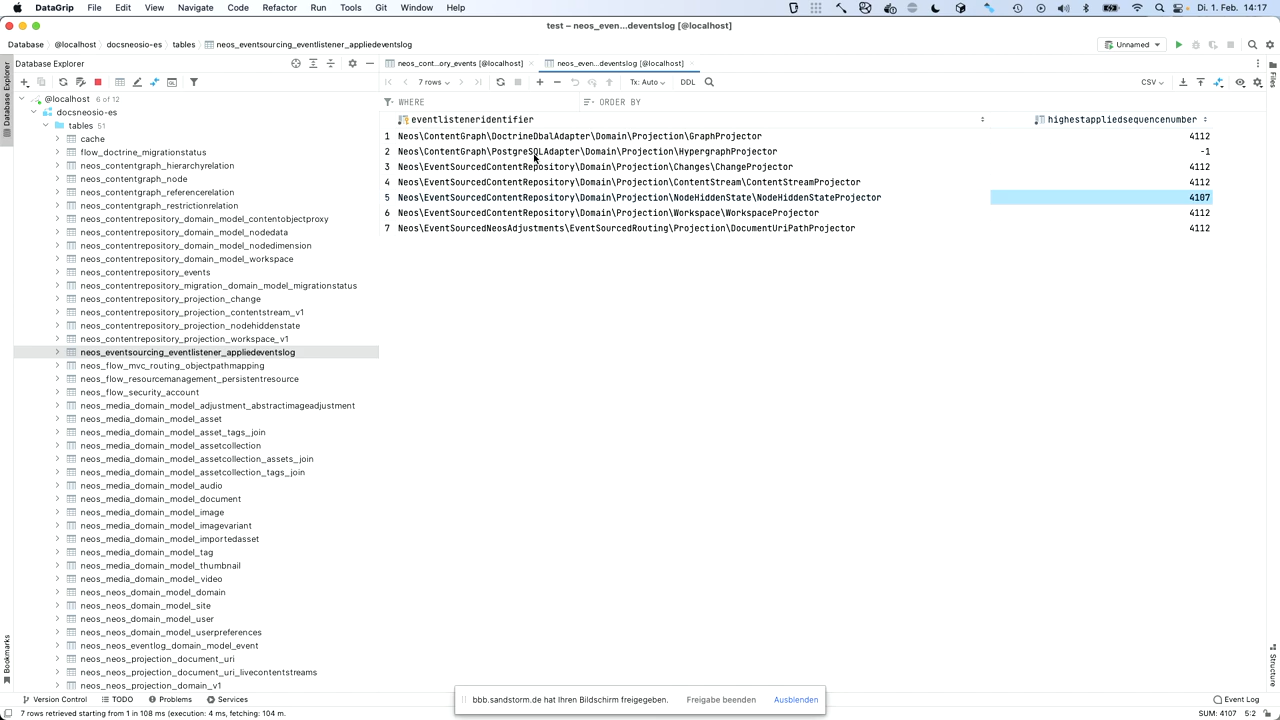 DataGrip File Edit View Navigate Code Refactor Run Tools Git Window Help Di. 1. Feb. 14:17
test – neos_even...deventslog [@localhost]
Database @localhost docsneosio-es tables neos_eventsourcing_eventlistener_appliedeventslog Unnamed
Database Explorer
neos_cont...ory_events [@localhost] neos_even...deventslog [@localhost]
7 rows Tx: Auto DDL CSV
WHERE ORDER BY
eventlisteneridentifier highestappliedsequencenumber
1 Neos\ContentGraph\DoctrineDbalAdapter\Domain\Projection\GraphProjector 4112
2 Neos\ContentGraph\PostgreSQLAdapter\Domain\Projection\HypergraphProjector -1
3 Neos\EventSourcedContentRepository\Domain\Projection\Changes\ChangeProjector 4112
4 Neos\EventSourcedContentRepository\Domain\Projection\ContentStream\ContentStreamProjector 4112
5 Neos\EventSourcedContentRepository\Domain\Projection\NodeHiddenState\NodeHiddenStateProjector 4107
6 Neos\EventSourcedContentRepository\Domain\Projection\Workspace\WorkspaceProjector 4112
7 Neos\EventSourcedNeosAdjustments\EventSourcedRouting\Projection\DocumentUriPathProjector 4112
@localhost 6 of 12
docsneosio-es
tables 51
cache
flow_doctrine_migrationstatus
neos_contentgraph_hierarchyrelation
neos_contentgraph_node
neos_contentgraph_referencerelation
neos_contentgraph_restrictionrelation
neos_contentrepository_domain_model_contentobjectproxy
neos_contentrepository_domain_model_nodedata
neos_contentrepository_domain_model_nodedimension
neos_contentrepository_domain_model_workspace
neos_contentrepository_events
neos_contentrepository_migration_domain_model_migrationstatus
neos_contentrepository_projection_change
neos_contentrepository_projection_contentstream_v1
neos_contentrepository_projection_nodehiddenstate
neos_contentrepository_projection_workspace_v1
neos_eventsourcing_eventlistener_appliedeventslog
neos_flow_mvc_routing_objectpathmapping
neos_flow_resourcemanagement_persistentresource
neos_flow_security_account
neos_media_domain_model_adjustment_abstractimageadjustment
neos_media_domain_model_asset
neos_media_domain_model_asset_tags_join
neos_media_domain_model_assetcollection
neos_media_domain_model_assetcollection_assets_join
neos_media_domain_model_assetcollection_tags_join
neos_media_domain_model_audio
neos_media_domain_model_document
neos_media_domain_model_image
neos_media_domain_model_imagevariant
neos_media_domain_model_importedasset
neos_media_domain_model_tag
neos_media_domain_model_thumbnail
neos_media_domain_model_video
neos_neos_domain_model_domain
neos_neos_domain_model_site
neos_neos_domain_model_user
neos_neos_domain_model_userpreferences
neos_neos_eventlog_domain_model_event
neos_neos_projection_document_uri
neos_neos_projection_document_uri_livecontentstreams
neos_neos_projection_domain_v1
Database Explorer
Bookmarks
Files
Structure
bbb.sandstorm.de hat Ihren Bildschirm freigegeben. Freigabe beenden Ausblenden
Version Control TODO Problems Services Event Log
7 rows retrieved starting from 1 in 108 ms (execution: 4 ms, fetching: 104 m. SUM: 4107 5:2